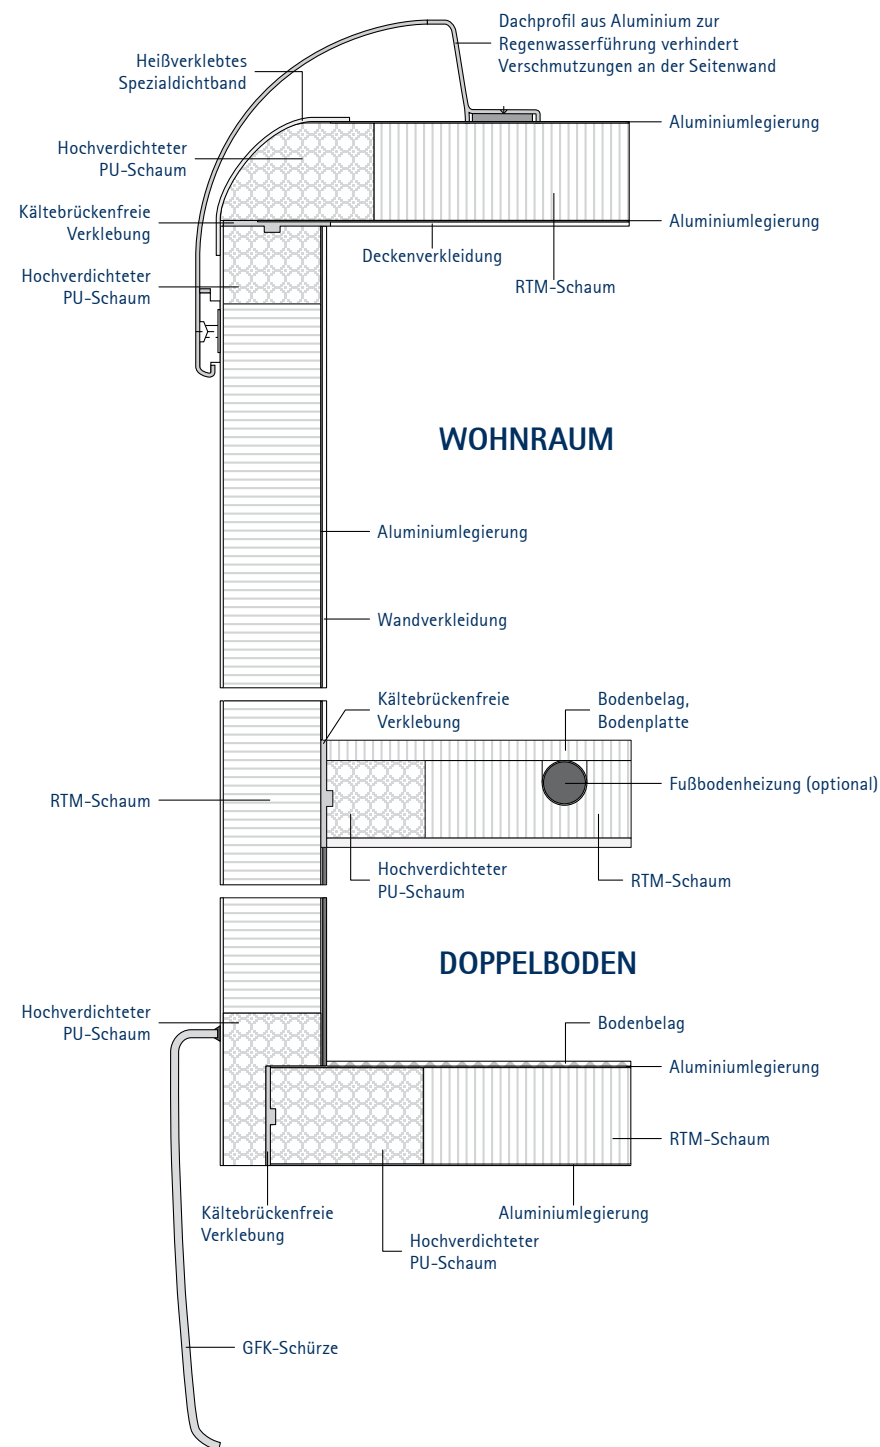 Dachprofil aus Aluminium zur
Regenwasserführung verhindert
Verschmutzungen an der Seitenwand
Heißverklebtes
Spezialdichtband
Aluminiumlegierung
Hochverdichteter
PU-Schaum
Kältebrückenfreie
Verklebung
Aluminiumlegierung
Deckenverkleidung
Hochverdichteter
PU-Schaum
RTM-Schaum
WOHNRAUM
Aluminiumlegierung
Wandverkleidung
Kältebrückenfreie
Verklebung
Bodenbelag,
Bodenplatte
Fußbodenheizung (optional)
RTM-Schaum
Hochverdichteter
PU-Schaum
RTM-Schaum
DOPPELBODEN
Hochverdichteter
PU-Schaum
Bodenbelag
Aluminiumlegierung
RTM-Schaum
Kältebrückenfreie
Verklebung
Aluminiumlegierung
Hochverdichteter
PU-Schaum
GFK-Schürze